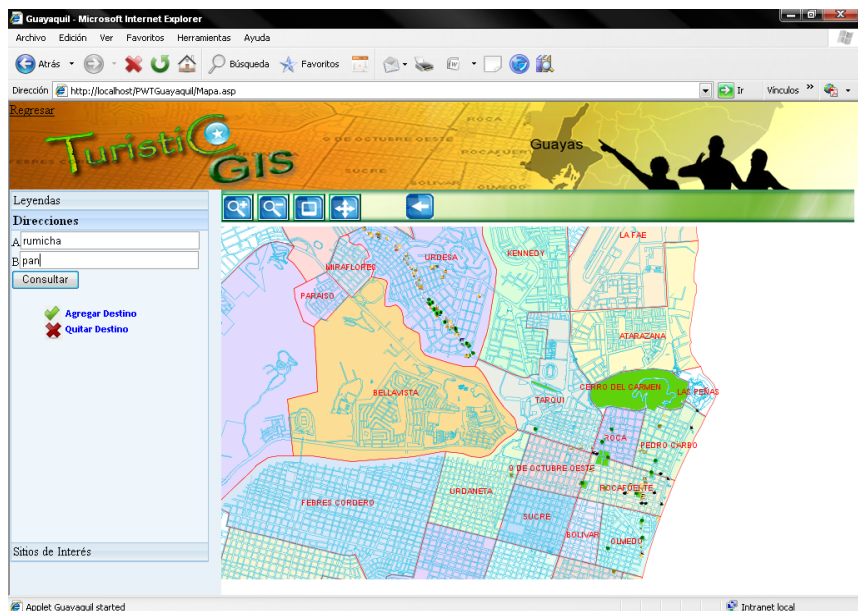 Guayaquil - Microsoft Internet Explorer
Archivo Edición Ver Favoritos Herramientas Ayuda
Atrás Búsqueda Favoritos
Dirección http://localhost/PWTGuayaquil/Mapa.asp Ir Vínculos »
Regresar
Turístic GIS
ROCA
9 DE OCTUBRE OESTE
Guayas
ROCAFUERTE
FEBRES CO
SUCRE
BOLIVAR
OLMEDO
Leyendas
Direcciones
A rumicha
B pan
Consultar
Agregar Destino
Quitar Destino
Sitios de Interés
LA FAE
URDESA
KENNEDY
MIRAFLORES
PARAISO
ATARAZANA
CERRO DEL CARMEN
LAS PEÑAS
BELLAVISTA
TARQUI
ROCA
PEDRO CARBO
9 DE OCTUBRE OESTE
URDANETA
ROCAFUERTE
FEBRES CORDERO
SUCRE
BOLIVAR
OLMEDO
Applet Guayaquil started
Intranet local